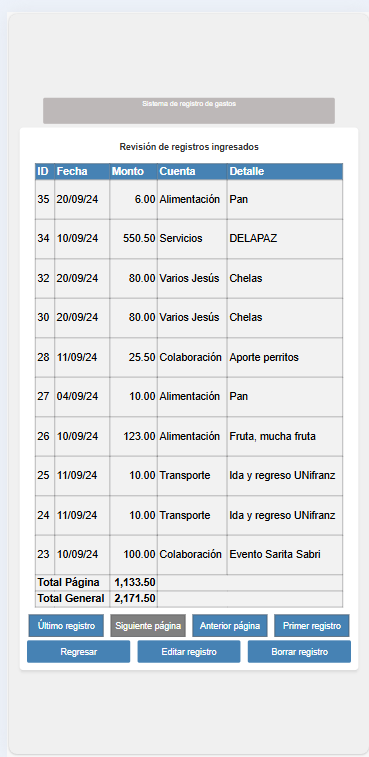 Sistema de registro de gastos
Revisión de registros ingresados
ID Fecha Monto Cuenta Detalle
35 20/09/24 6.00 Alimentación Pan
34 10/09/24 550.50 Servicios DELAPAZ
32 20/09/24 80.00 Varios Jesús Chelas
30 20/09/24 80.00 Varios Jesús Chelas
28 11/09/24 25.50 Colaboración Aporte perritos
27 04/09/24 10.00 Alimentación Pan
26 10/09/24 123.00 Alimentación Fruta, mucha fruta
25 11/09/24 10.00 Transporte Ida y regreso UNifranz
24 11/09/24 10.00 Transporte Ida y regreso UNifranz
23 10/09/24 100.00 Colaboración Evento Sarita Sabri
Total Página 1,133.50
Total General 2,171.50
Último registro Siguiente página Anterior página Primer registro
Regresar Editar registro Borrar registro